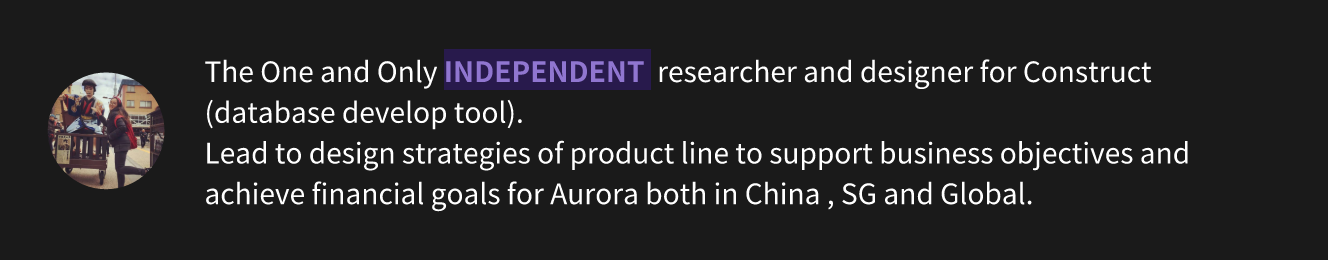 The One and Only INDEPENDENT researcher and designer for Construct
(database develop tool).
Lead to design strategies of product line to support business objectives and
achieve financial goals for Aurora both in China , SG and Global.